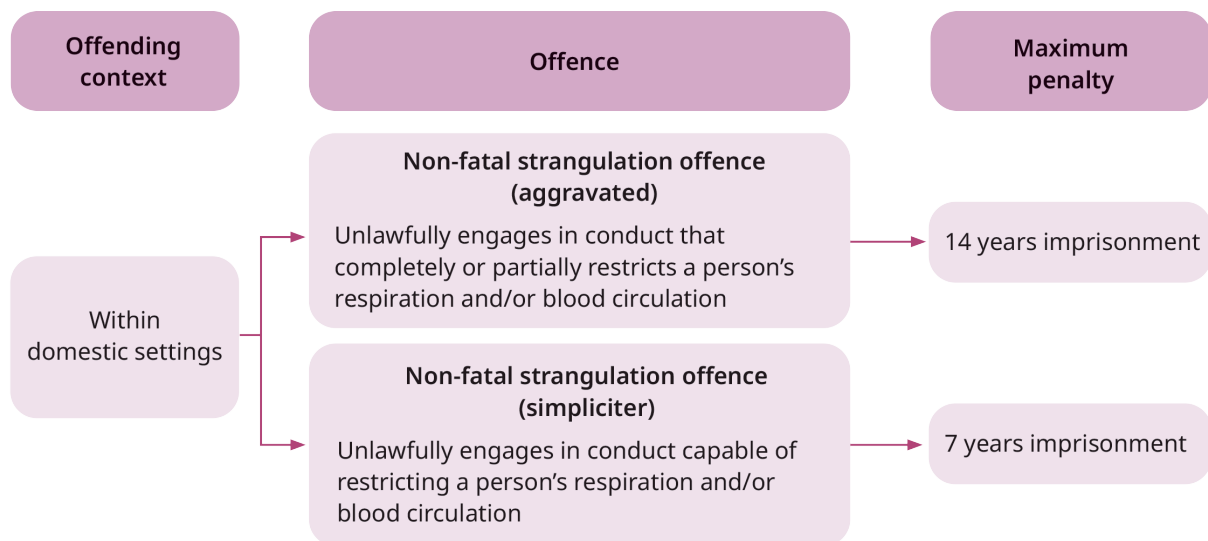 Offending
context
Offence
Maximum
penalty
Within
domestic settings
Non-fatal strangulation offence
(aggravated)
Unlawfully engages in conduct that
completely or partially restricts a person’s
respiration and/or blood circulation
14 years imprisonment
Non-fatal strangulation offence
(simpliciter)
Unlawfully engages in conduct capable of
restricting a person’s respiration and/or
blood circulation
7 years imprisonment